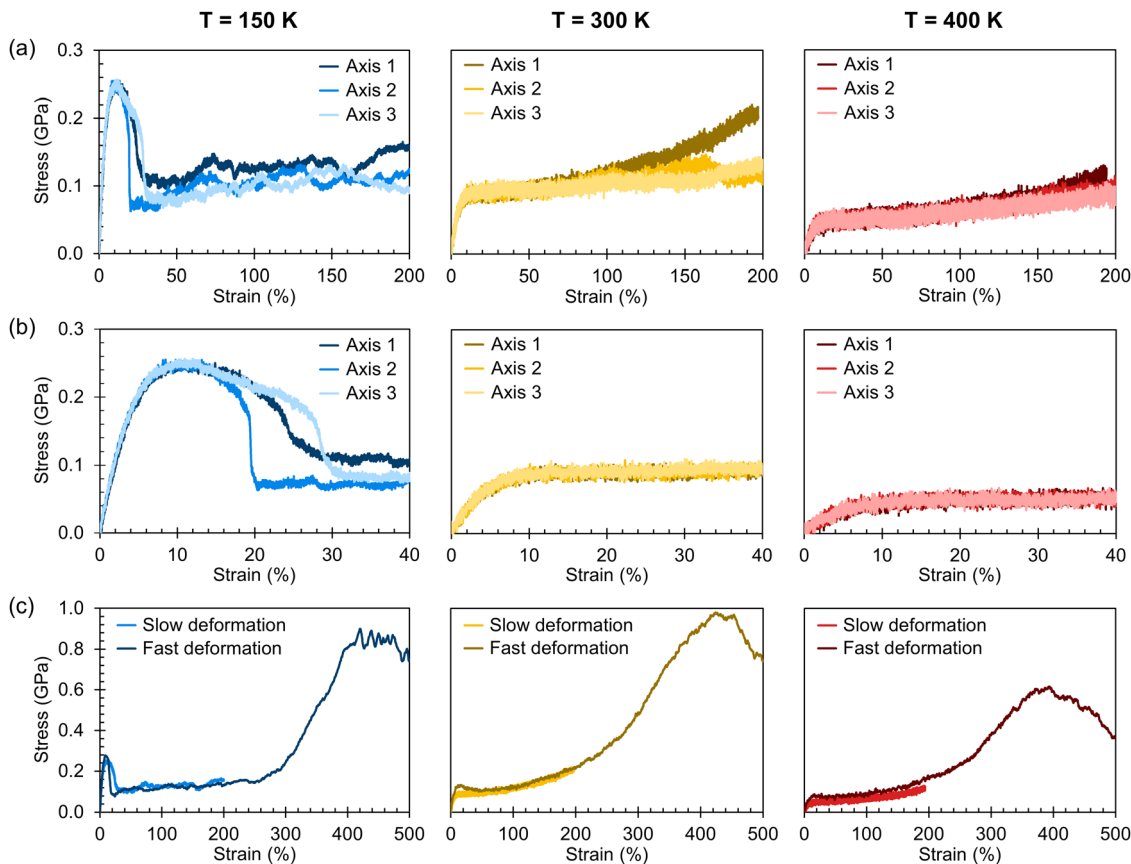 T = 150 K T = 300 K T = 400 K
(a)
Stress (GPa)
0.3
0.2
0.1
0.0
Axis 1
Axis 2
Axis 3
0 50 100 150 200
Strain (%)
Axis 1
Axis 2
Axis 3
0 50 100 150 200
Strain (%)
Axis 1
Axis 2
Axis 3
0 50 100 150 200
Strain (%)
(b)
Stress (GPa)
0.3
0.2
0.1
0.0
Axis 1
Axis 2
Axis 3
0 10 20 30 40
Strain (%)
Axis 1
Axis 2
Axis 3
0 10 20 30 40
Strain (%)
Axis 1
Axis 2
Axis 3
0 10 20 30 40
Strain (%)
(c)
Stress (GPa)
1.0
0.8
0.6
0.4
0.2
0.0
Slow deformation
Fast deformation
0 100 200 300 400 500
Strain (%)
Slow deformation
Fast deformation
0 100 200 300 400 500
Strain (%)
Slow deformation
Fast deformation
0 100 200 300 400 500
Strain (%)